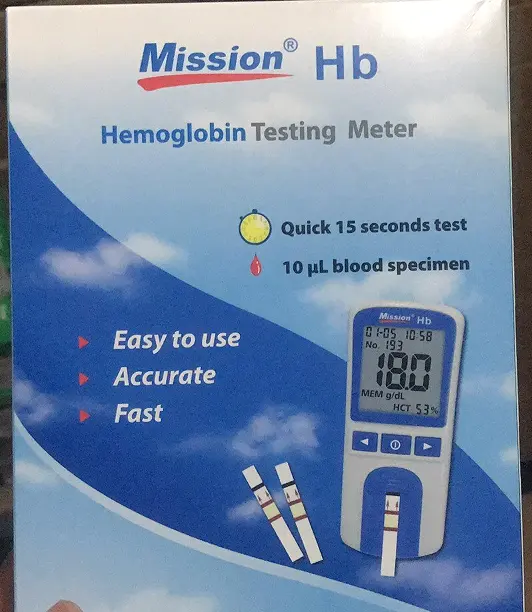 Mission® Hb
Hemoglobin Testing Meter
Quick 15 seconds test
10 µL blood specimen
Easy to use
Accurate
Fast
Mission® Hb
01-05 10:58
No. 193
18.0
MEM g/dL
HCT 53%